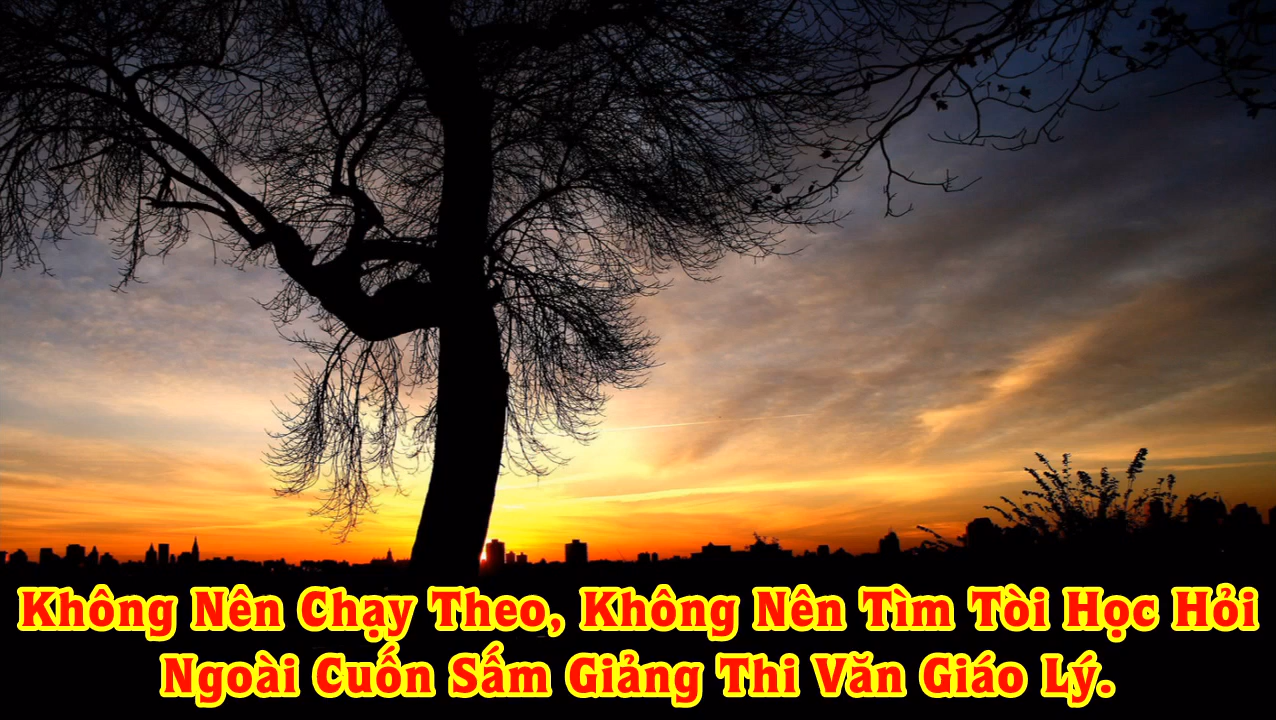 Không Nên Chạy Theo, Không Nên Tìm Tòi Học Hỏi
Ngoài Cuốn Sấm Giảng Thi Văn Giáo Lý.